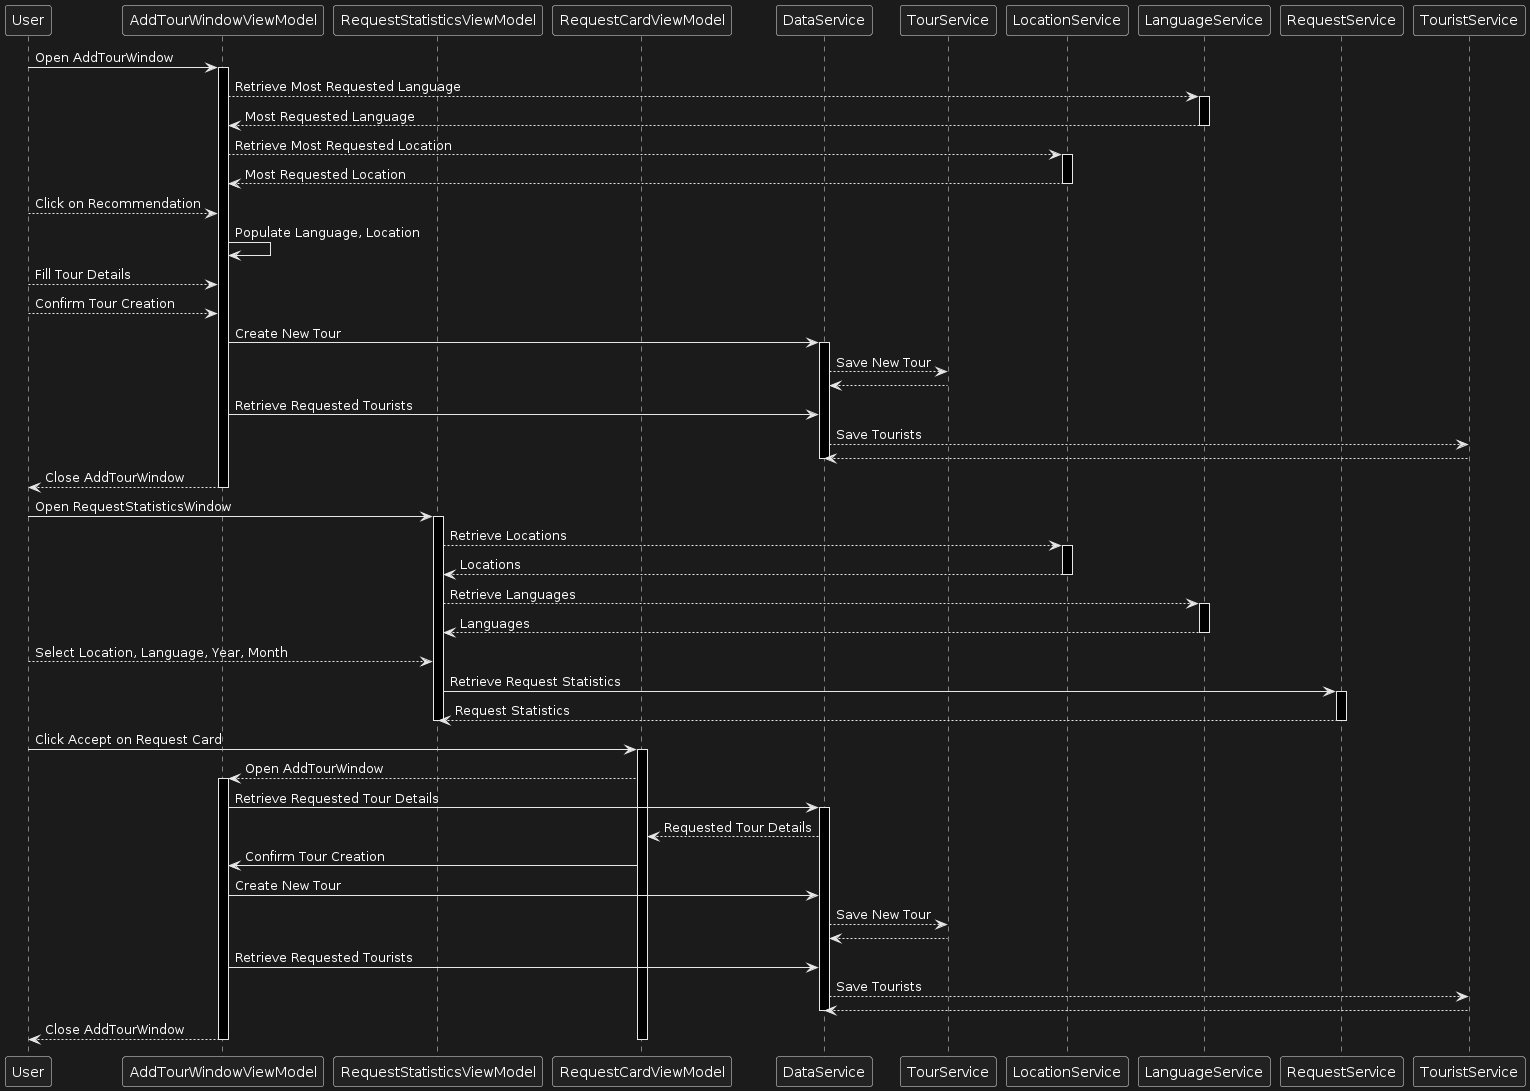 User AddTourWindowViewModel RequestStatisticsViewModel RequestCardViewModel DataService TourService LocationService LanguageService RequestService TouristService
Open AddTourWindow
Retrieve Most Requested Language
Most Requested Language
Retrieve Most Requested Location
Most Requested Location
Click on Recommendation
Populate Language, Location
Fill Tour Details
Confirm Tour Creation
Create New Tour
Save New Tour
Retrieve Requested Tourists
Save Tourists
Close AddTourWindow
Open RequestStatisticsWindow
Retrieve Locations
Locations
Retrieve Languages
Languages
Select Location, Language, Year, Month
Retrieve Request Statistics
Request Statistics
Click Accept on Request Card
Open AddTourWindow
Retrieve Requested Tour Details
Requested Tour Details
Confirm Tour Creation
Create New Tour
Save New Tour
Retrieve Requested Tourists
Save Tourists
Close AddTourWindow
User AddTourWindowViewModel RequestStatisticsViewModel RequestCardViewModel DataService TourService LocationService LanguageService RequestService TouristService